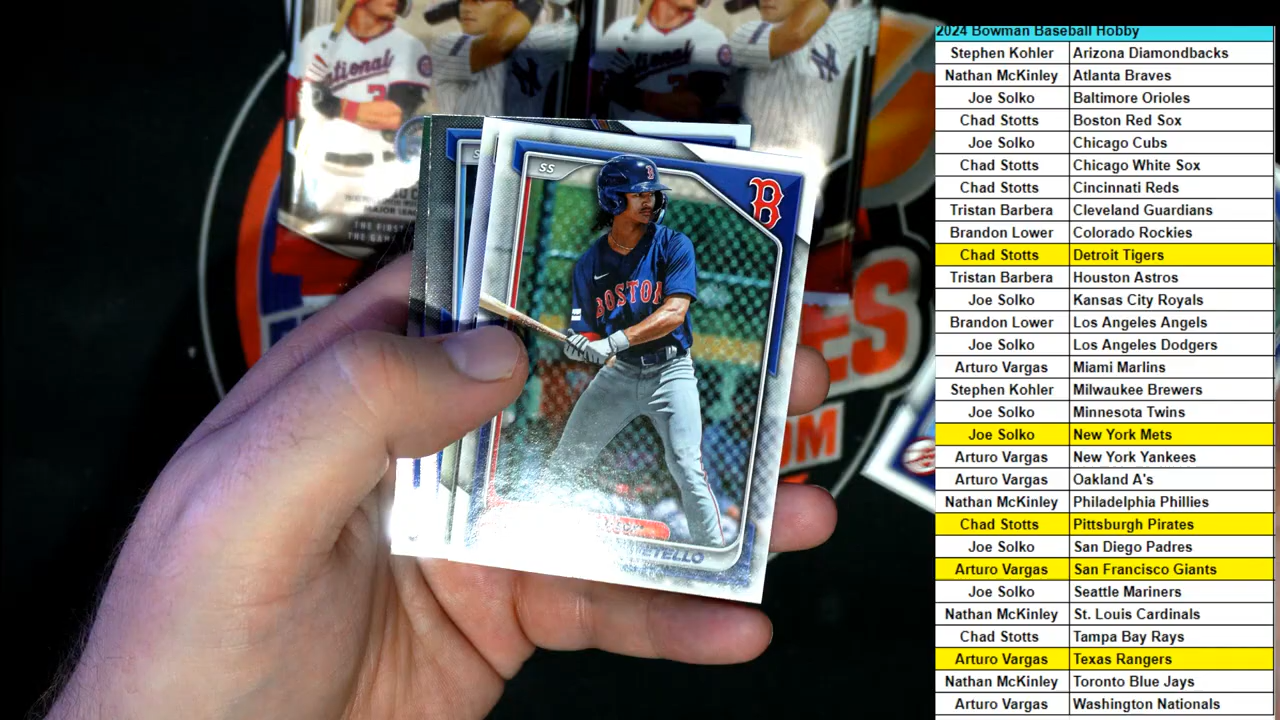 2024 Bowman Baseball Hobby
Stephen Kohler Arizona Diamondbacks
Nathan McKinley Atlanta Braves
Joe Solko Baltimore Orioles
Chad Stotts Boston Red Sox
Joe Solko Chicago Cubs
Chad Stotts Chicago White Sox
Chad Stotts Cincinnati Reds
Tristan Barbera Cleveland Guardians
Brandon Lower Colorado Rockies
Chad Stotts Detroit Tigers
Tristan Barbera Houston Astros
Joe Solko Kansas City Royals
Brandon Lower Los Angeles Angels
Joe Solko Los Angeles Dodgers
Arturo Vargas Miami Marlins
Stephen Kohler Milwaukee Brewers
Joe Solko Minnesota Twins
Joe Solko New York Mets
Arturo Vargas New York Yankees
Arturo Vargas Oakland A's
Nathan McKinley Philadelphia Phillies
Chad Stotts Pittsburgh Pirates
Joe Solko San Diego Padres
Arturo Vargas San Francisco Giants
Joe Solko Seattle Mariners
Nathan McKinley St. Louis Cardinals
Chad Stotts Tampa Bay Rays
Arturo Vargas Texas Rangers
Nathan McKinley Toronto Blue Jays
Arturo Vargas Washington Nationals
SS
B
BOSTON